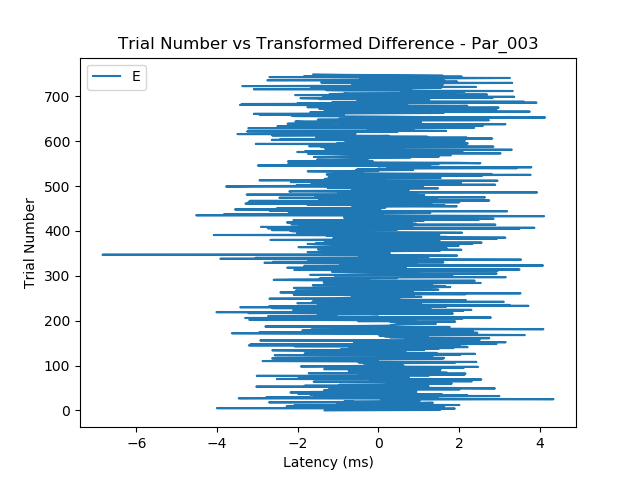 Trial Number vs Transformed Difference - Par_003
E
700
600
500
400
300
200
100
0
Trial Number
−6 −4 −2 0 2 4
Latency (ms)